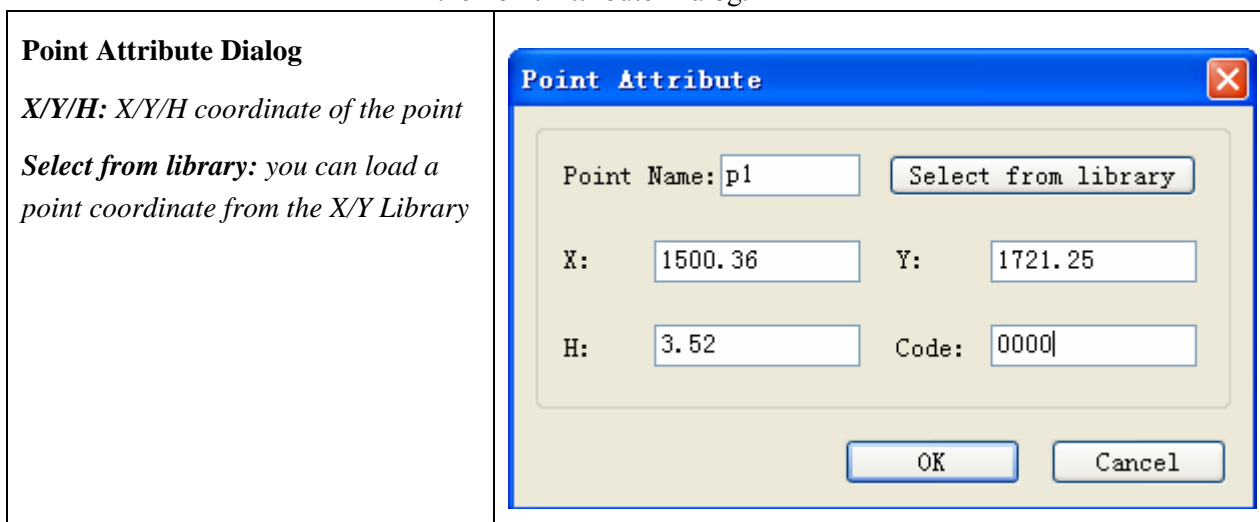 Point Attribute Dialog
X/Y/H: X/Y/H coordinate of the point
Select from library: you can load a
point coordinate from the X/Y Library
Point Attribute
Point Name: p1 Select from library
X: 1500.36 Y: 1721.25
H: 3.52 Code: 0000
OK Cancel